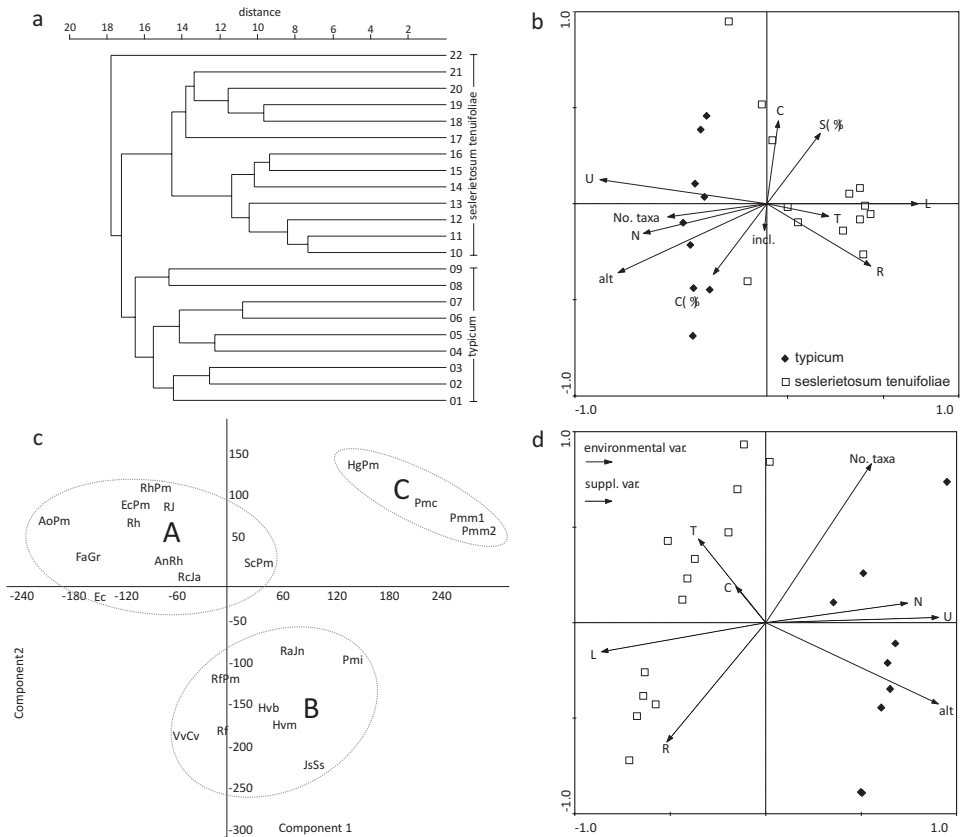 a
distance
20 18 16 14 12 10 8 6 4 2
22
21
20
19
18
17
16
15
14
13
12
11
10
09
08
07
06
05
04
03
02
01
seslerietosum tenuifoliae
typicum
b
1.0
C
S( %)
U
L
No. taxa
T
N
incl.
alt
R
C( %)
typicum
seslerietosum tenuifoliae
-1.0
-1.0
1.0
c
150
HgPm
RhPm
100
C
EcPm
RJ
Pmc
AoPm
Rh
A
Pmm1
50
Pmm2
FaGr
AnRh
ScPm
RcJa
-240 -180 -120 -60 60 120 180 240
Ec
-50
RaJn
-100
Pmi
RfPm
Component2
-150
Hvb
B
Hvm
Rf
VvCv
-200
JsSs
-250
-300
Component 1
d
1.0
environmental var.
suppl. var.
No. taxa
T
C
N
U
L
alt
R
-1.0
-1.0
1.0